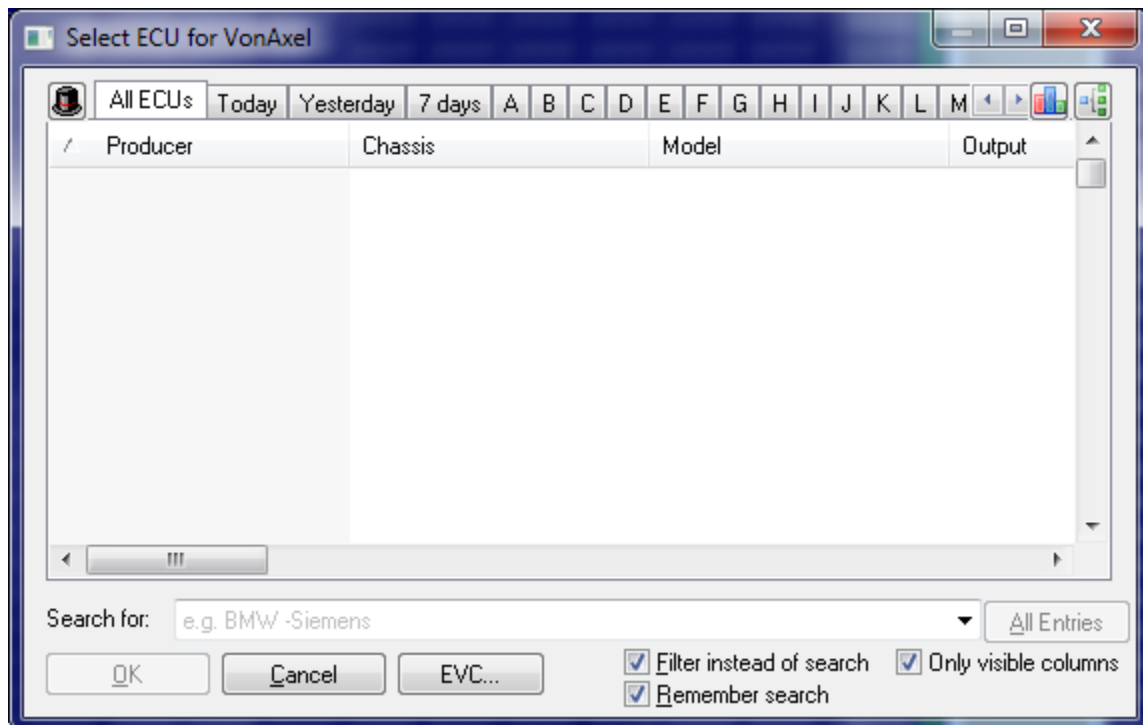 Select ECU for VonAxel
All ECUs Today Yesterday 7 days A B C D E F G H I J K L M
Producer Chassis Model Output
Search for: e.g. BMW -Siemens All Entries
OK Cancel EVC... Filter instead of search Only visible columns
Remember search